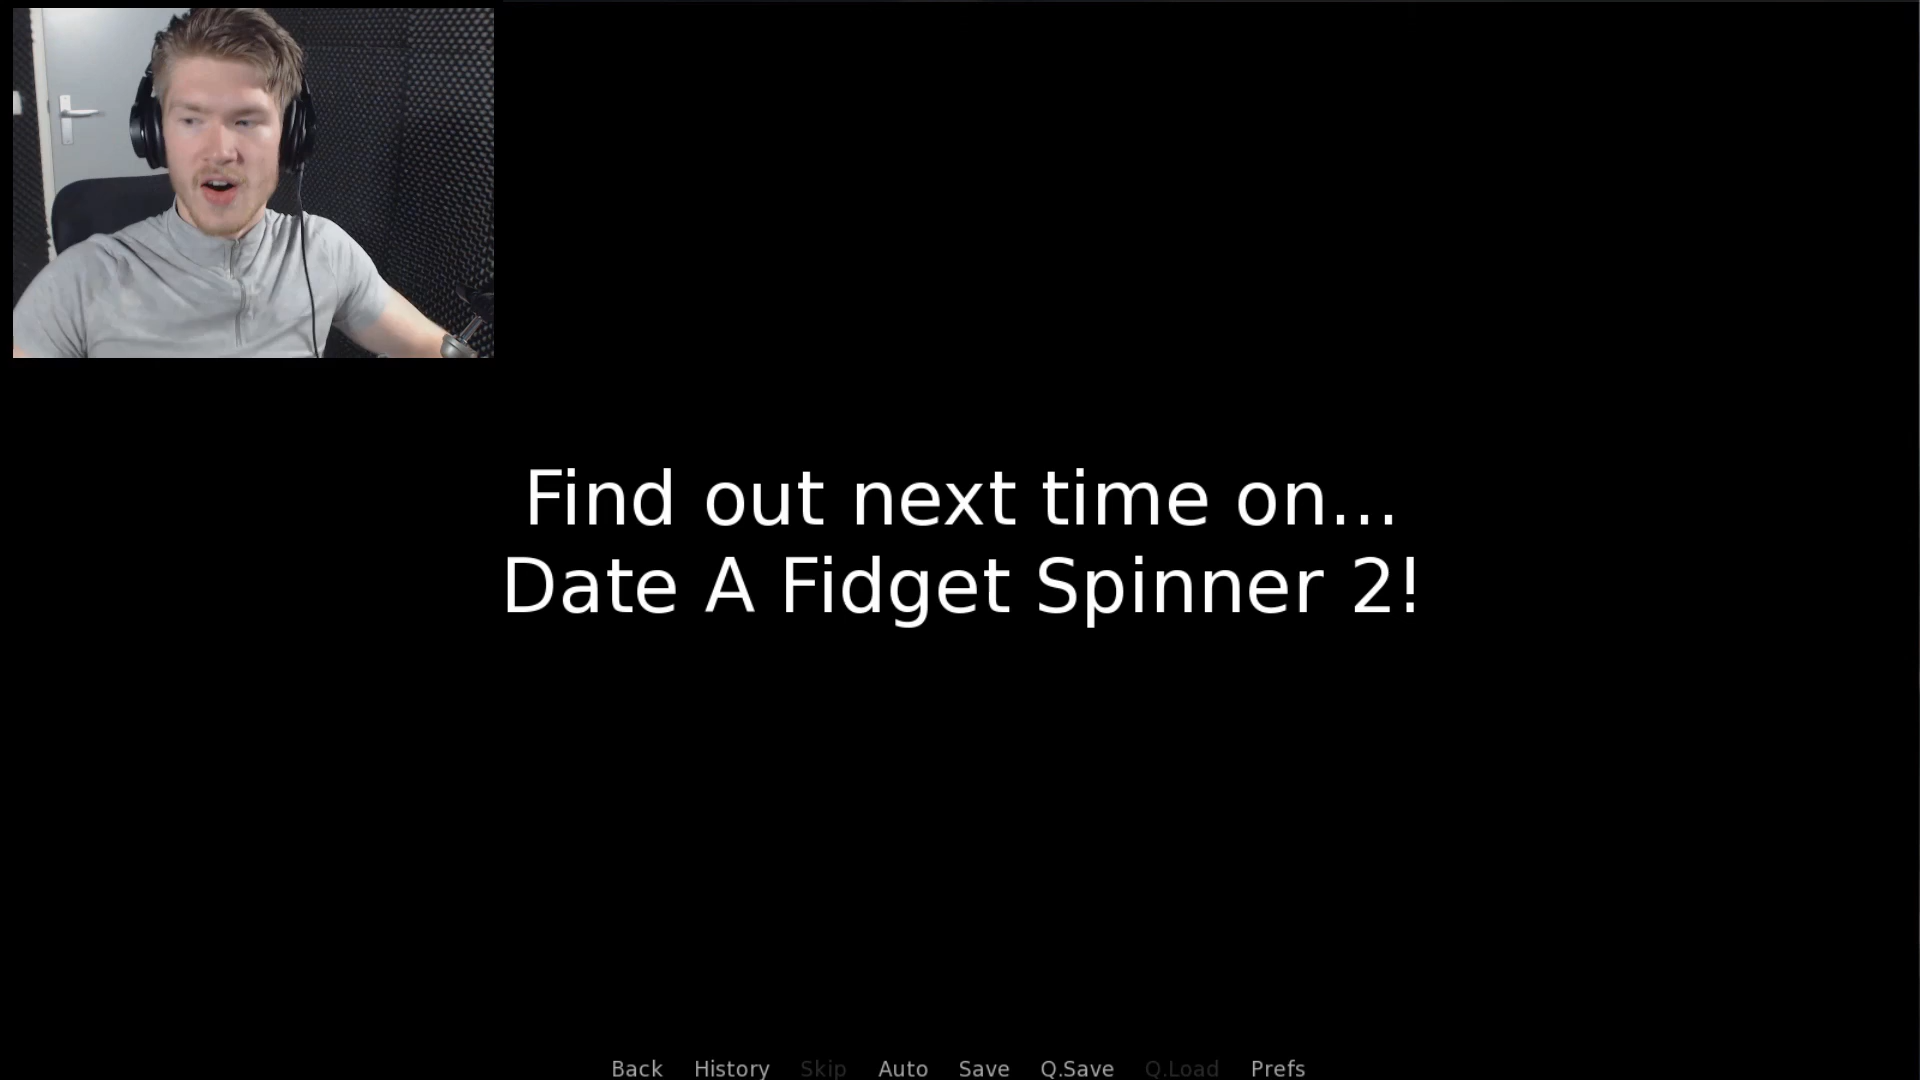 Find out next time on...
Date A Fidget Spinner 2!
Back History Skip Auto Save Q.Save Q.Load Prefs